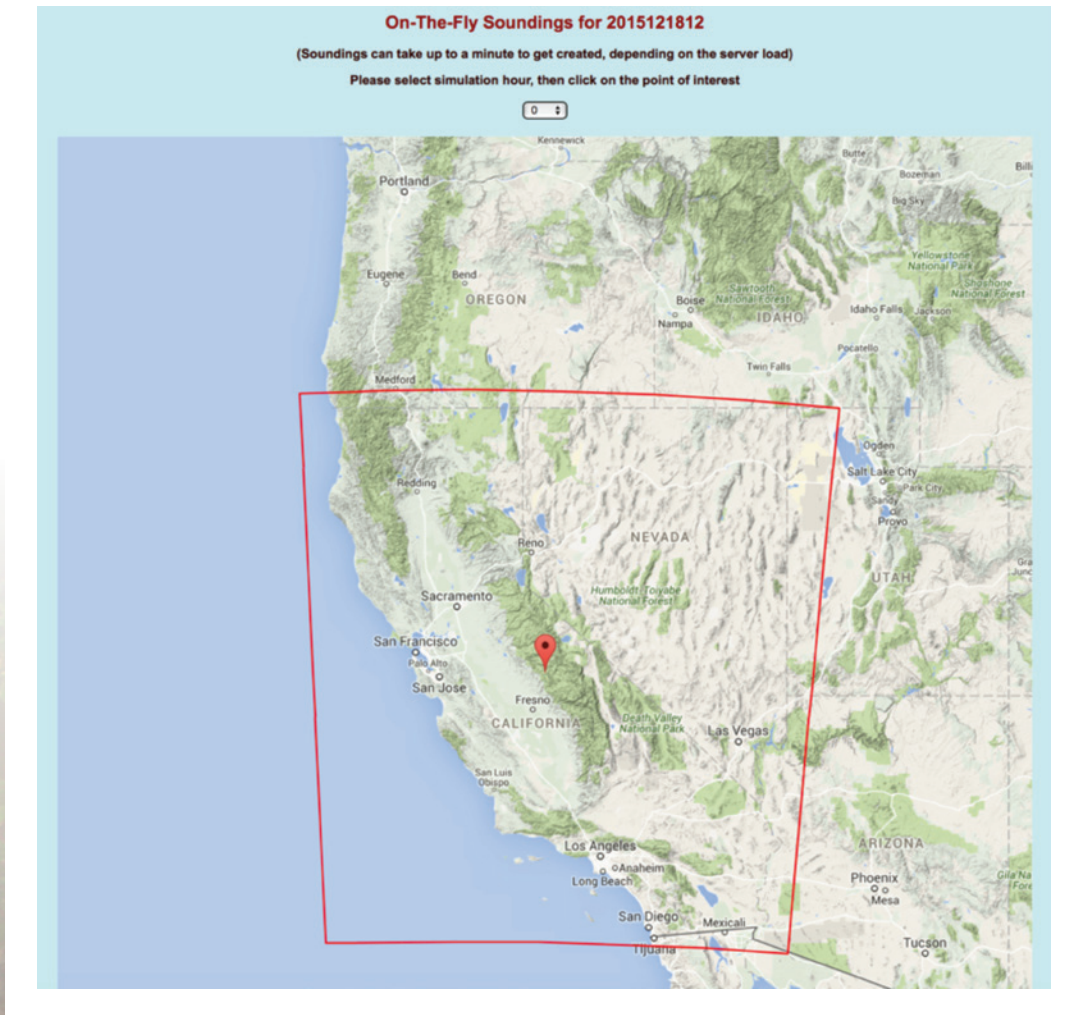 On-The-Fly Soundings for 2015121812
(Soundings can take up to a minute to get created, depending on the server load)
Please select simulation hour, then click on the point of interest
0
Kennewick
Butte
Bozeman
Portland
Big Sky
Yellowstone
National Park
Eugene
Bend
Sawtooth
National Forest
Shoshone
National Forest
OREGON
Boise
IDAHO
Idaho Falls
Jackson
Nampa
Pocatello
Twin Falls
Medford
Ogden
Salt Lake City
Redding
Park City
Sandy
Provo
Reno
NEVADA
UTAH
Humboldt Toiyabe
National Forest
Sacramento
San Francisco
Palo Alto
San Jose
Fresno
CALIFORNIA
Death Valley
National Park
Las Vegas
San Luis
Obispo
Los Angeles
Anaheim
Long Beach
ARIZONA
Phoenix
Mesa
San Diego
Mexicali
Tijuana
Tucson